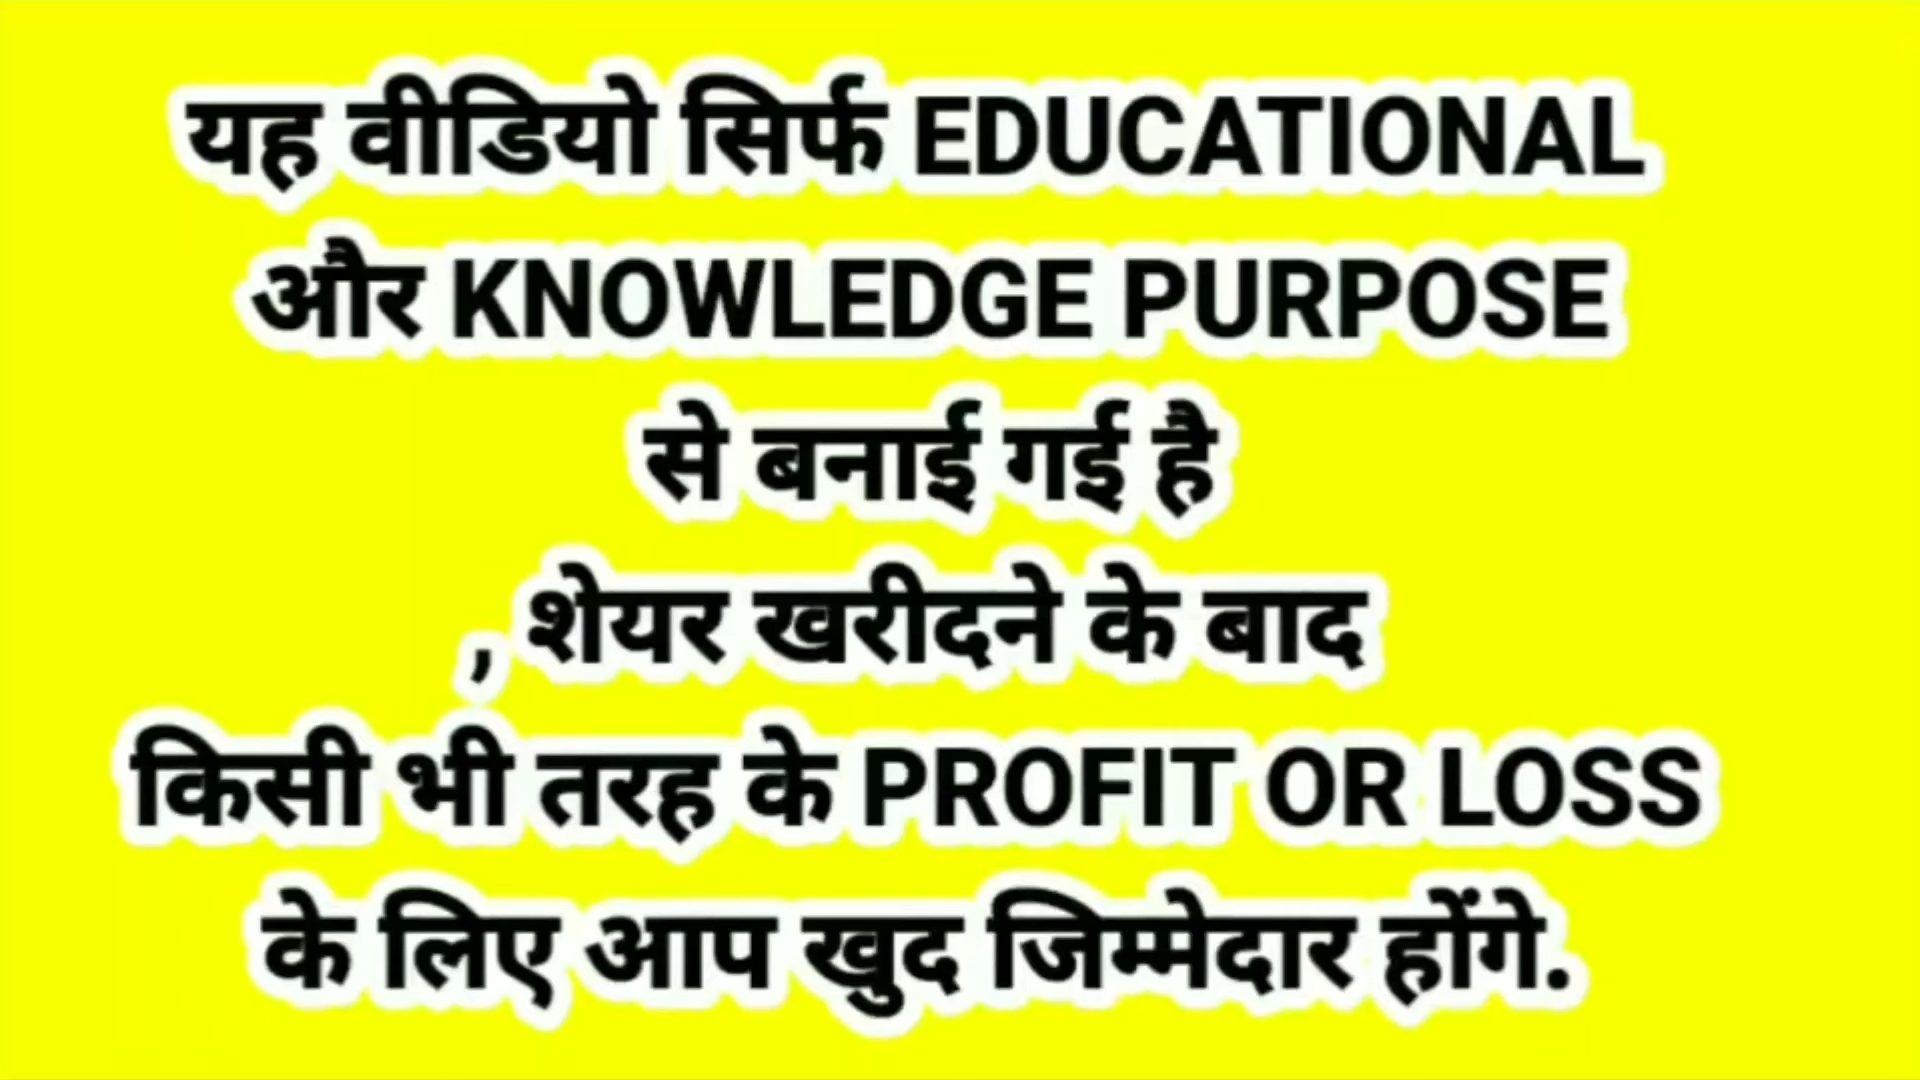 यह वीडियो सिर्फ EDUCATIONAL
और KNOWLEDGE PURPOSE
से बनाई गई है
, शेयर खरीदने के बाद
किसी भी तरह के PROFIT OR LOSS
के लिए आप खुद जिम्मेदार होंगे.